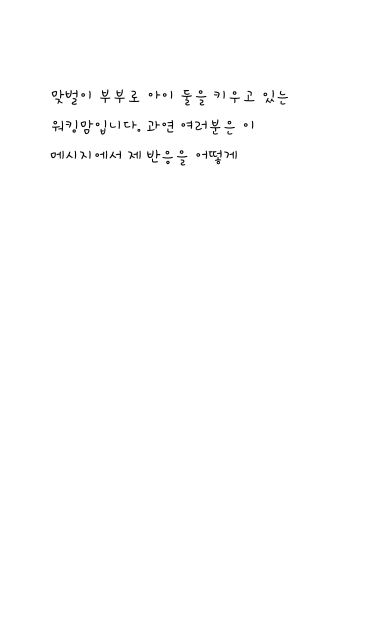 맞벌이 부부로 아이 둘을 키우고 있는
워킹맘입니다. 과연 여러분은 이
메시지에서 제 반응을 어떻게